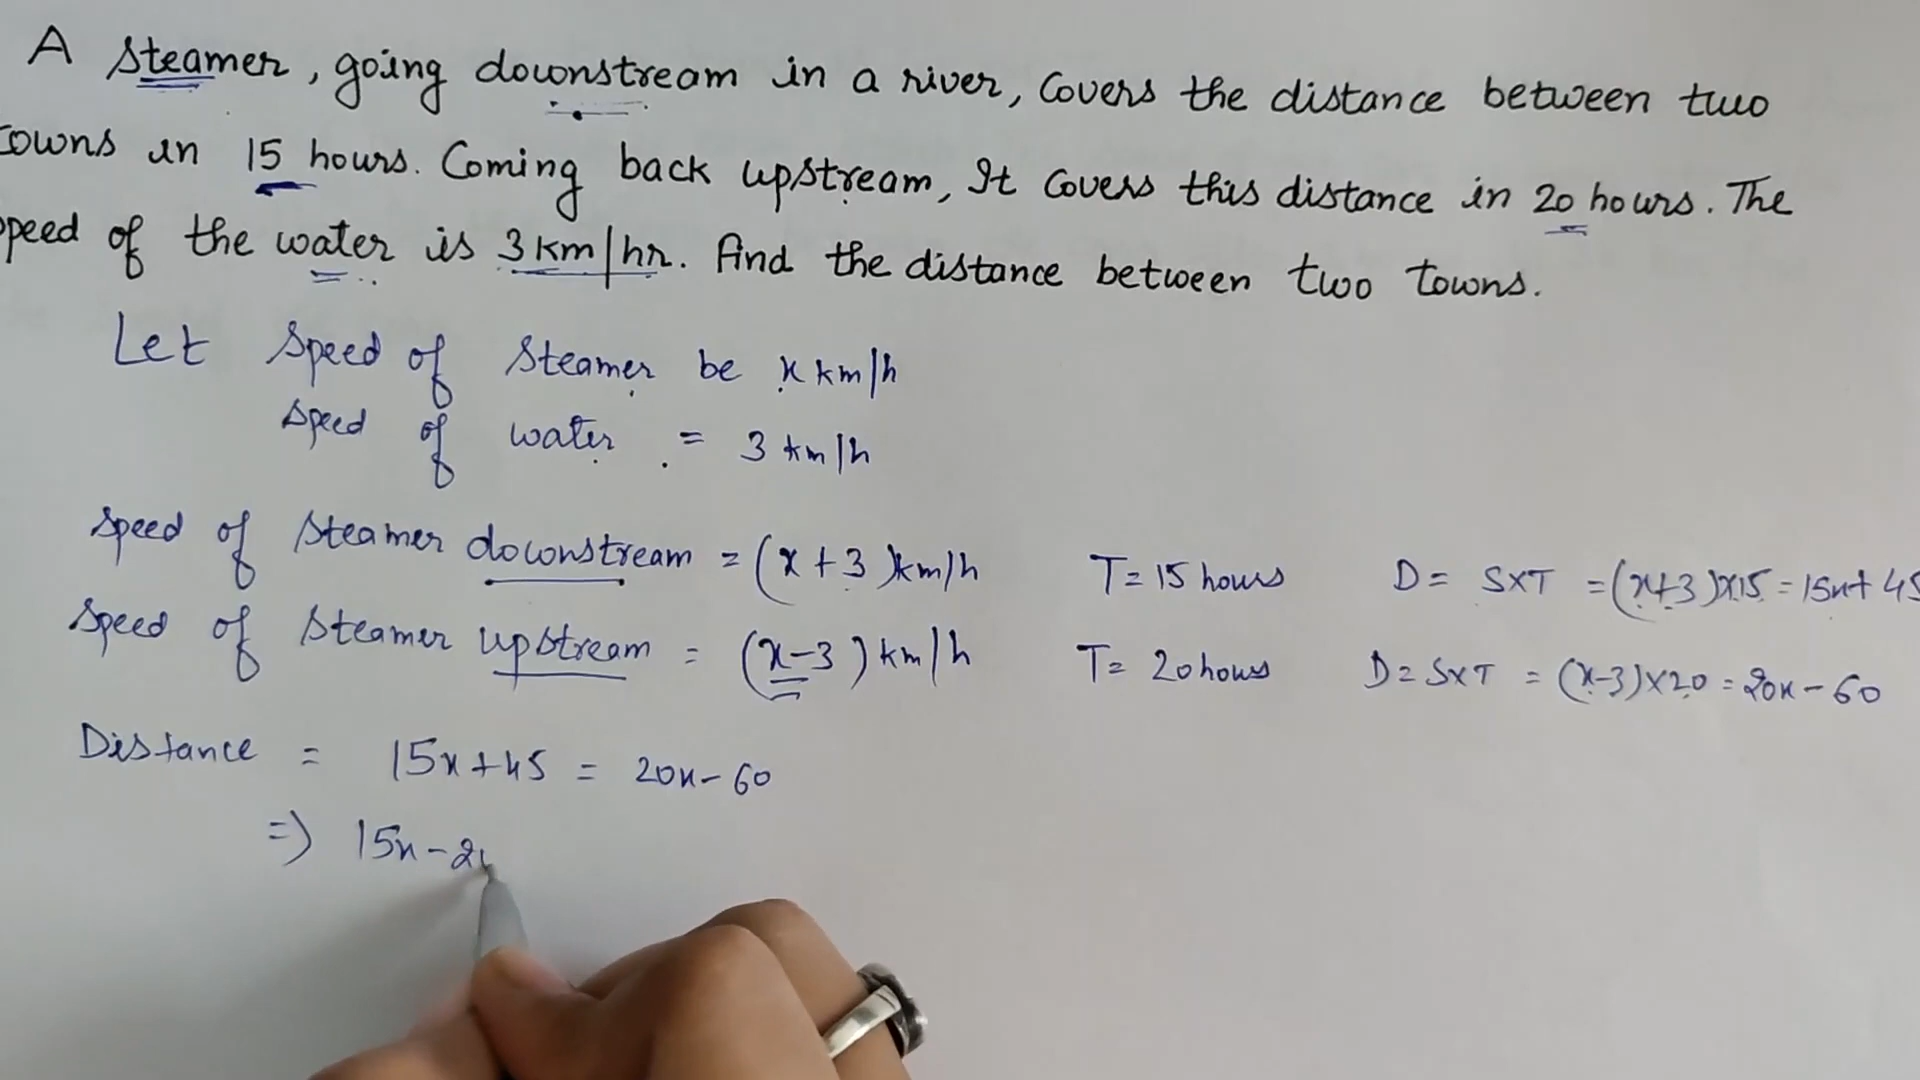 A steamer, going downstream in a river, Covers the distance between two
towns in 15 hours. Coming back upstream, It Covers this distance in 20 hours. The
speed of the water is 3 km/hr. Find the distance between two towns.
Let speed of steamer be x km/h
speed of water = 3 km/h
speed of steamer downstream = (x+3) km/h T= 15 hours D= S×T = (x+3)×15 = 15x+45
speed of steamer upstream = (x-3) km/h T= 20 hours D= S×T = (x-3)×20 = 20x-60
Distance = 15x+45 = 20x-60
=> 15x-2